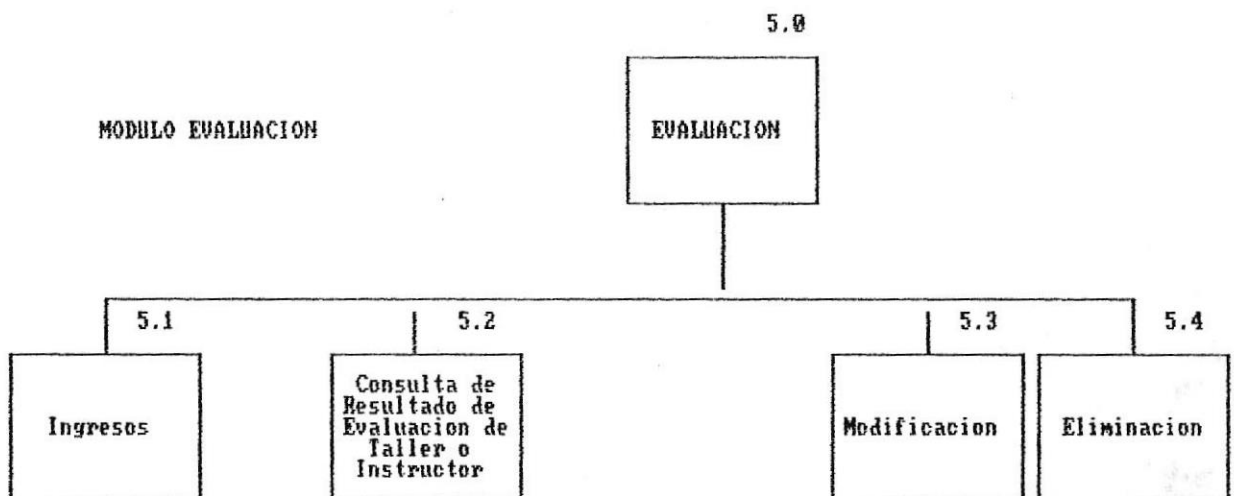 5.0
MODULO EVALUACION
EVALUACION
5.1
5.2
5.3
5.4
Ingresos
Consulta de
Resultado de
Evaluacion de
Taller o
Instructor
Modificacion
Eliminacion